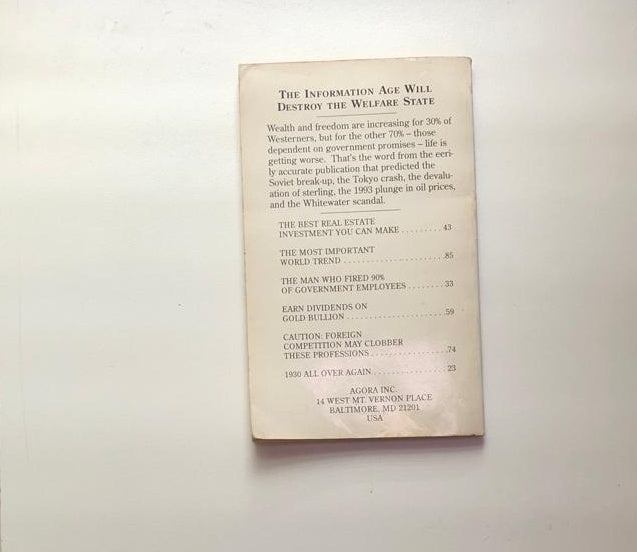 THE INFORMATION AGE WILL
DESTROY THE WELFARE STATE
Wealth and freedom are increasing for 30% of
Westerners, but for the other 70% – those
dependent on government promises – life is
getting worse. That's the word from the eeri-
ly accurate publication that predicted the
Soviet break-up, the Tokyo crash, the devalu-
ation of sterling, the 1993 plunge in oil prices,
and the Whitewater scandal.
THE BEST REAL ESTATE
INVESTMENT YOU CAN MAKE . . . . . . . . . 43
THE MOST IMPORTANT
WORLD TREND . . . . . . . . . . . . . . . . . . . . . .85
THE MAN WHO FIRED 90%
OF GOVERNMENT EMPLOYEES . . . . . . . . 33
EARN DIVIDENDS ON
GOLD BULLION . . . . . . . . . . . . . . . . . . . . . .59
CAUTION: FOREIGN
COMPETITION MAY CLOBBER
THESE PROFESSIONS . . . . . . . . . . . . . . . . .74
1930 ALL OVER AGAIN. . . . . . . . . . . . . . . . 23
AGORA INC.
14 WEST MT. VERNON PLACE
BALTIMORE, MD 21201
USA